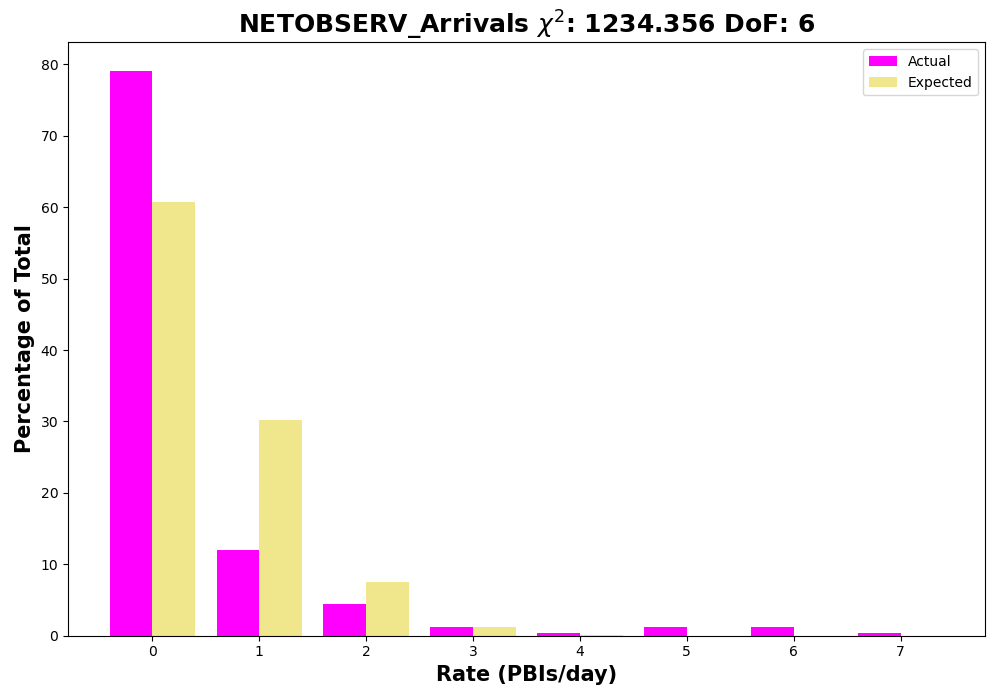 NETOBSERV_Arrivals χ²: 1234.356 DoF: 6
Actual
Expected
80
70
60
50
40
30
20
10
0
Percentage of Total
0 1 2 3 4 5 6 7
Rate (PBIs/day)